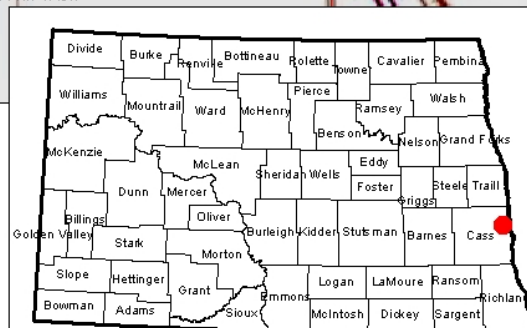 Divide Burke Renville Bottineau Rolette Towne Cavalier Pembina
Williams Mountrail Ward McHenry Pierce Ramsey Walsh
Benson Nelson Grand Forks
McKenzie McLean Sheridan Wells Eddy
Dunn Mercer Foster Griggs Steele Traill
Golden Valley Billings Oliver Burleigh Kidder Stutsman Barnes Cass
Stark Morton
Slope Hettinger Grant Emmons Logan LaMoure Ransom Richland
Bowman Adams Sioux McIntosh Dickey Sargent